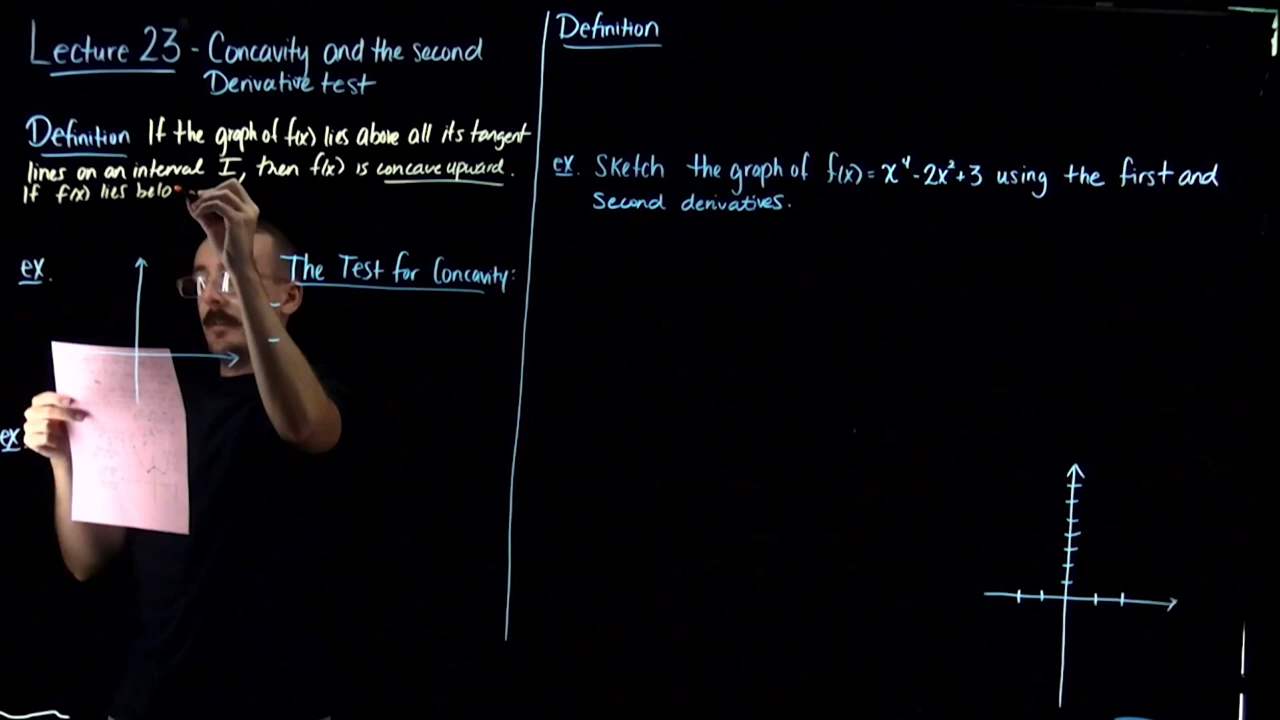 Lecture 23 - Concavity and the second
Derivative test
Definition If the graph of f(x) lies above all its tangent
lines on an interval I, then f(x) is concave upward.
If f(x) lies belo
ex.
The Test for Concavity:
-
-
ex
Definition
ex. Sketch the graph of f(x) = x⁴ - 2x² + 3 using the first and
second derivatives.